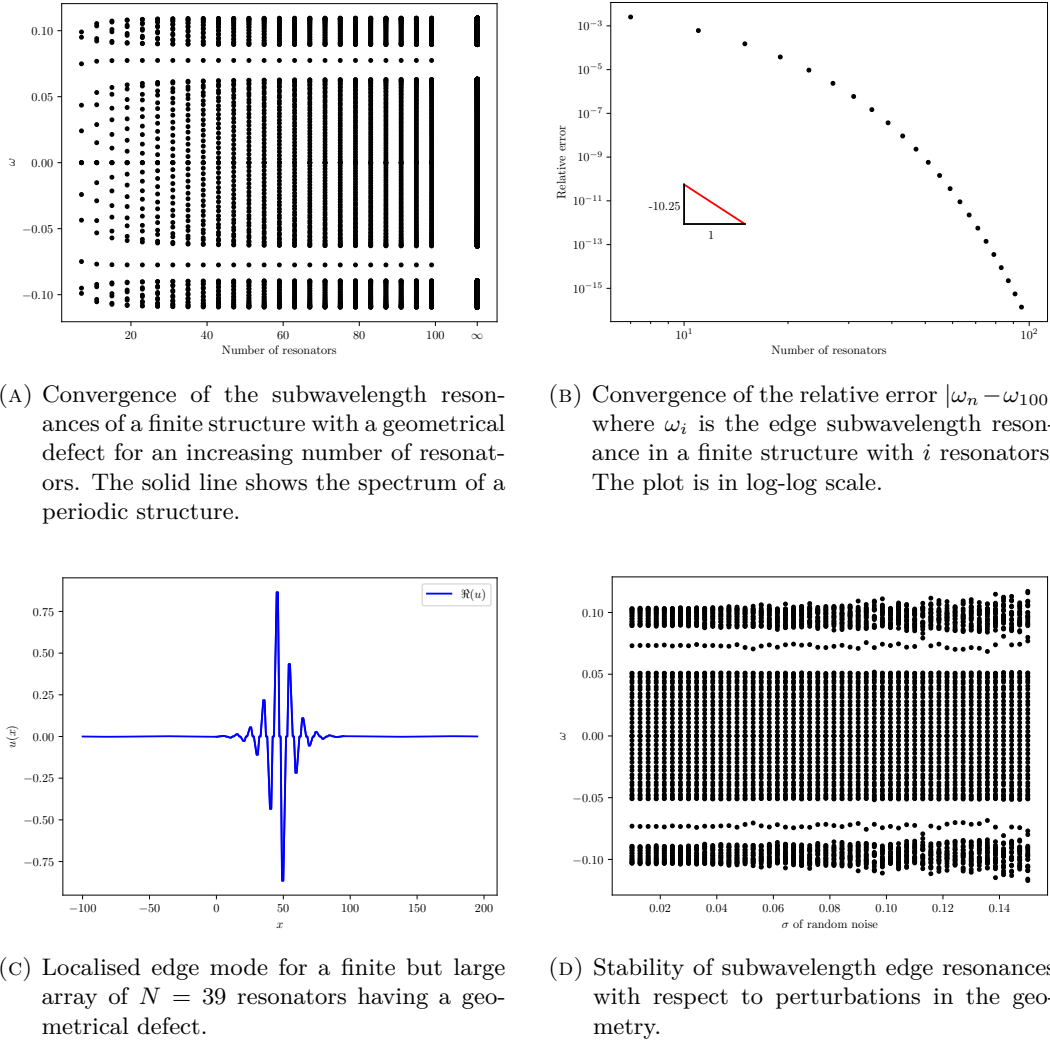 0.10
0.05
0.00
−0.05
−0.10
ω
20
40
60
80
100
∞
Number of resonators
10⁻³
10⁻⁵
10⁻⁷
10⁻⁹
10⁻¹¹
10⁻¹³
10⁻¹⁵
Relative error
-10.25
1
10¹
10²
Number of resonators
(A) Convergence of the subwavelength reson-
ances of a finite structure with a geometrical
defect for an increasing number of resonat-
ors. The solid line shows the spectrum of a
periodic structure.
(B) Convergence of the relative error |ωₙ − ω₁₀₀
where ωᵢ is the edge subwavelength reson-
ance in a finite structure with i resonators
The plot is in log-log scale.
0.75
0.50
0.25
0.00
−0.25
−0.50
−0.75
u(x)
ℜ(u)
−100
−50
0
50
100
150
200
x
0.10
0.05
0.00
−0.05
−0.10
ω
0.02
0.04
0.06
0.08
0.10
0.12
0.14
σ of random noise
(C) Localised edge mode for a finite but large
array of N = 39 resonators having a geo-
metrical defect.
(D) Stability of subwavelength edge resonances
with respect to perturbations in the geo-
metry.